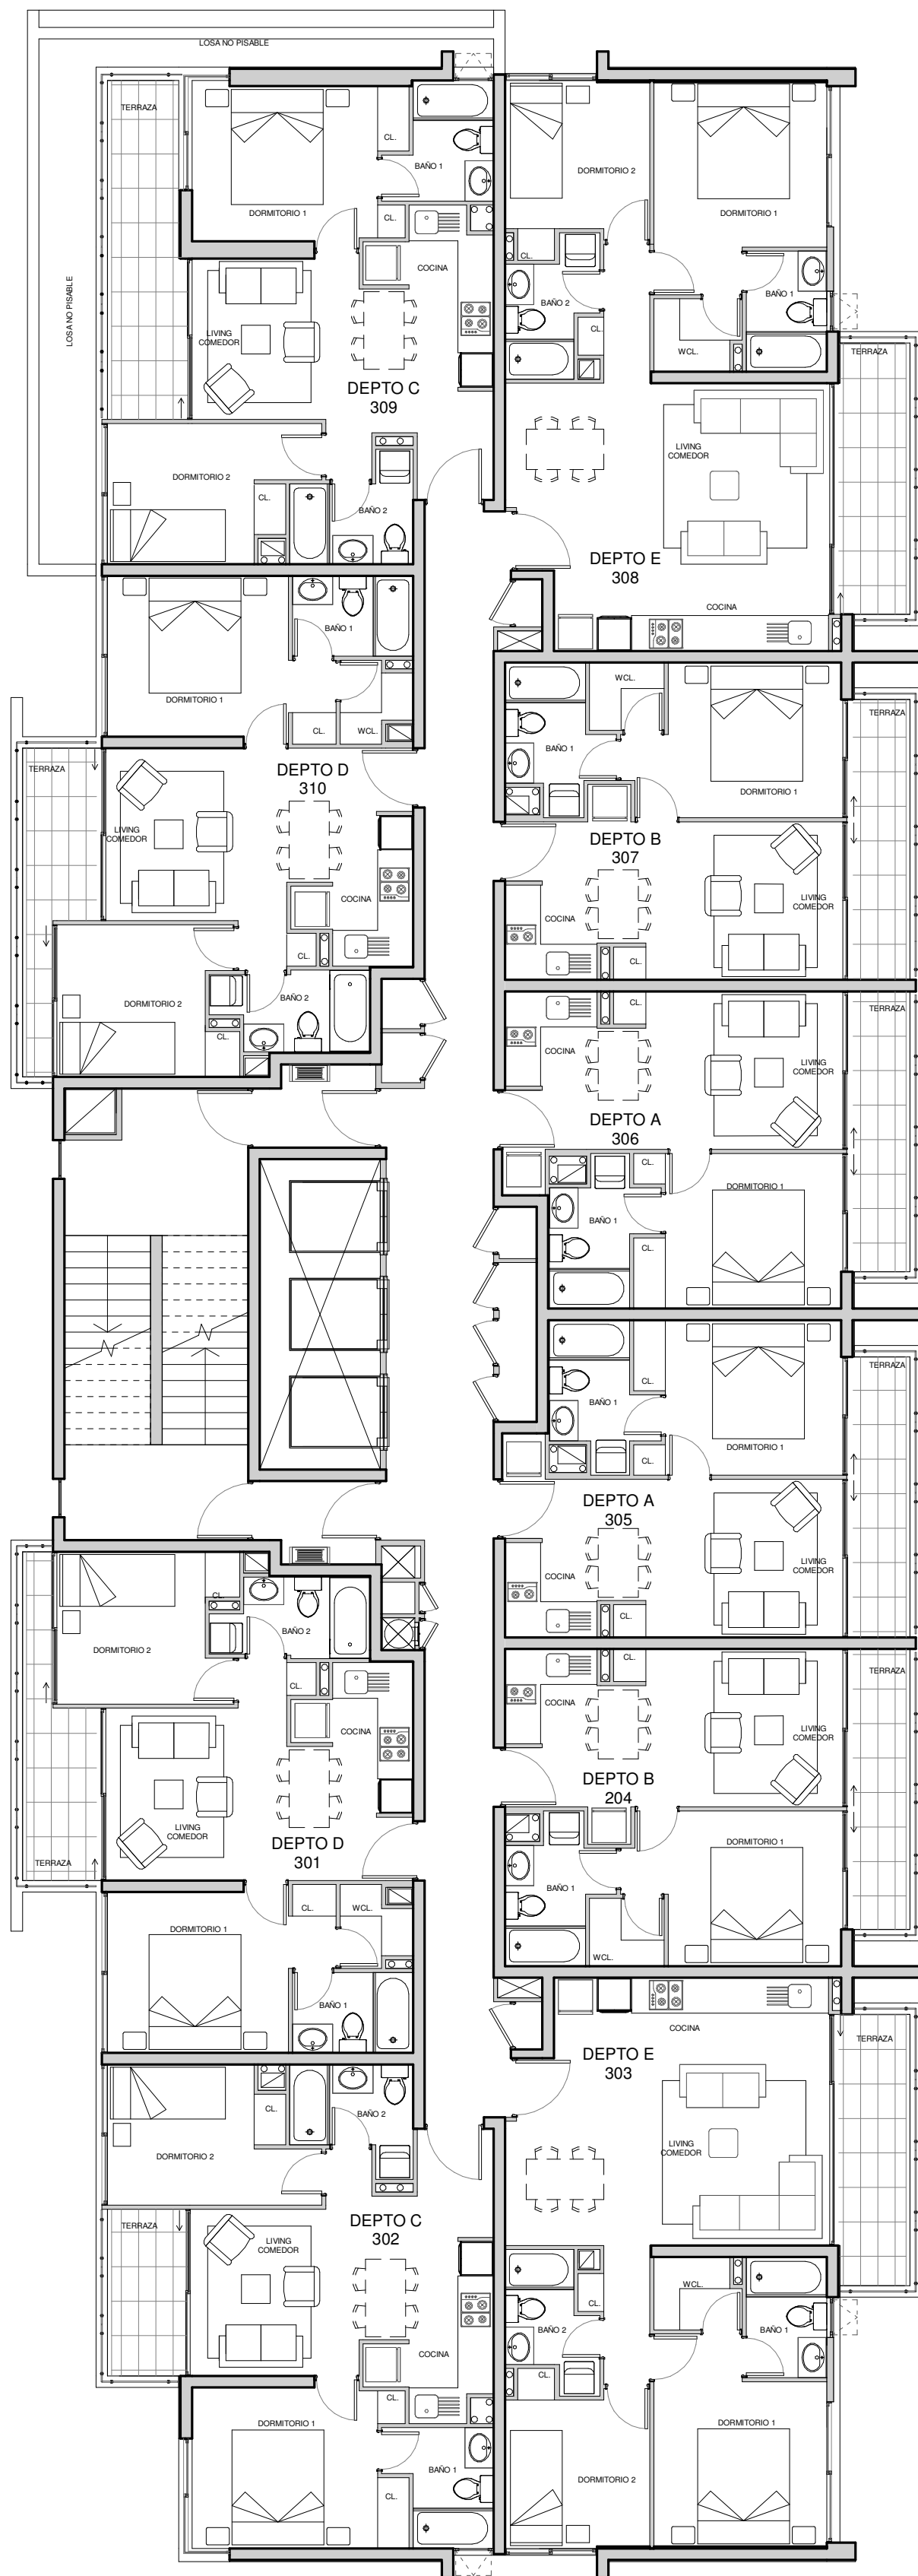 LOSA NO PISABLE
LOSA NO PISABLE
TERRAZA
DORMITORIO 1
CL.
BAÑO 1
CL.
COCINA
LIVING
COMEDOR
DEPTO C
309
DORMITORIO 2
CL.
BAÑO 2
DORMITORIO 2
DORMITORIO 1
CL.
BAÑO 2
BAÑO 1
CL.
WCL.
TERRAZA
LIVING
COMEDOR
DEPTO E
308
COCINA
BAÑO 1
DORMITORIO 1
CL.
WCL.
TERRAZA
DEPTO D
310
LIVING
COMEDOR
COCINA
CL.
DORMITORIO 2
BAÑO 2
CL.
WCL.
BAÑO 1
DORMITORIO 1
TERRAZA
DEPTO B
307
LIVING
COMEDOR
COCINA
CL.
CL.
TERRAZA
COCINA
LIVING
COMEDOR
DEPTO A
306
CL.
DORMITORIO 1
BAÑO 1
CL.
CL.
TERRAZA
BAÑO 1
DORMITORIO 1
CL.
DEPTO A
305
COCINA
LIVING
COMEDOR
CL.
CL.
DORMITORIO 2
BAÑO 2
CL.
COCINA
LIVING
COMEDOR
DEPTO D
301
TERRAZA
CL.
WCL.
DORMITORIO 1
BAÑO 1
CL.
TERRAZA
COCINA
LIVING
COMEDOR
DEPTO B
204
DORMITORIO 1
BAÑO 1
WCL.
COCINA
TERRAZA
DEPTO E
303
LIVING
COMEDOR
CL.
BAÑO 2
DORMITORIO 2
TERRAZA
DEPTO C
302
LIVING
COMEDOR
COCINA
CL.
DORMITORIO 1
BAÑO 1
CL.
WCL.
CL.
BAÑO 2
BAÑO 1
CL.
DORMITORIO 1
DORMITORIO 2